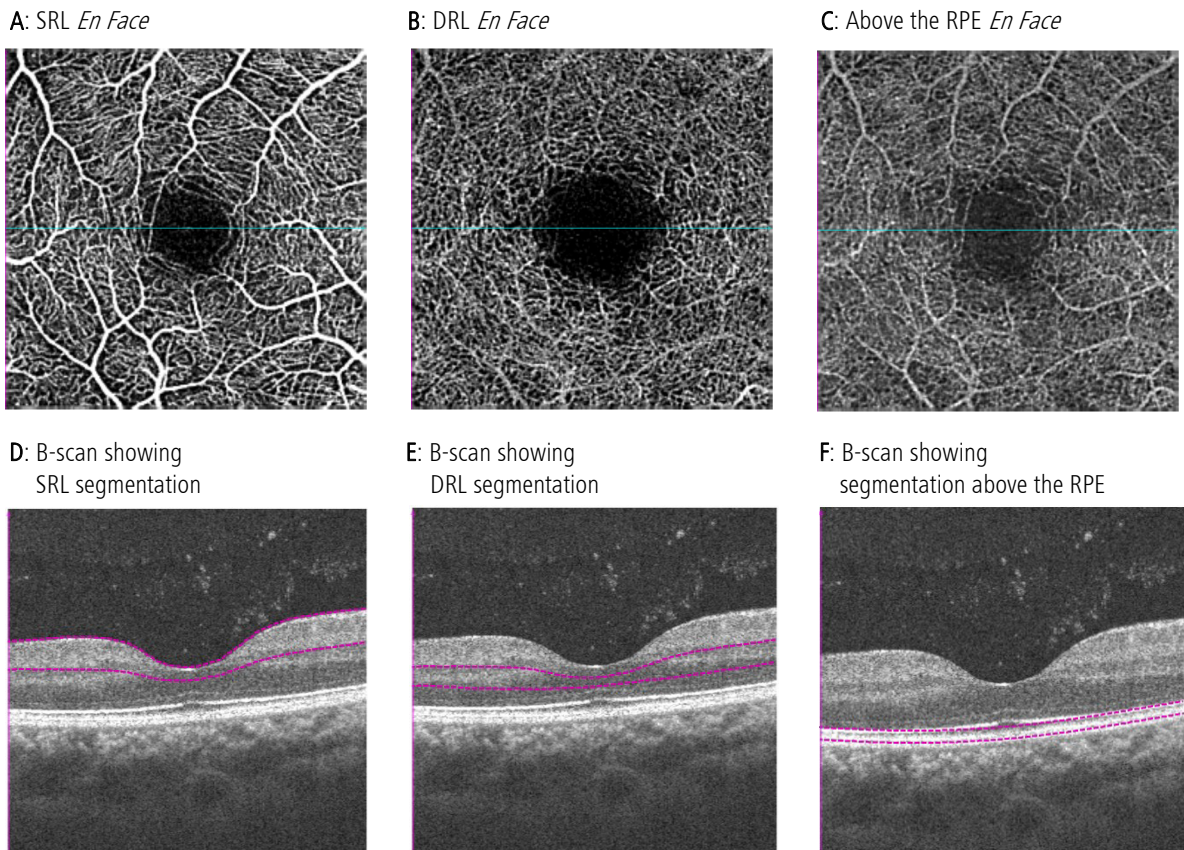 A: SRL En Face
B: DRL En Face
C: Above the RPE En Face
D: B-scan showing
SRL segmentation
E: B-scan showing
DRL segmentation
F: B-scan showing
segmentation above the RPE